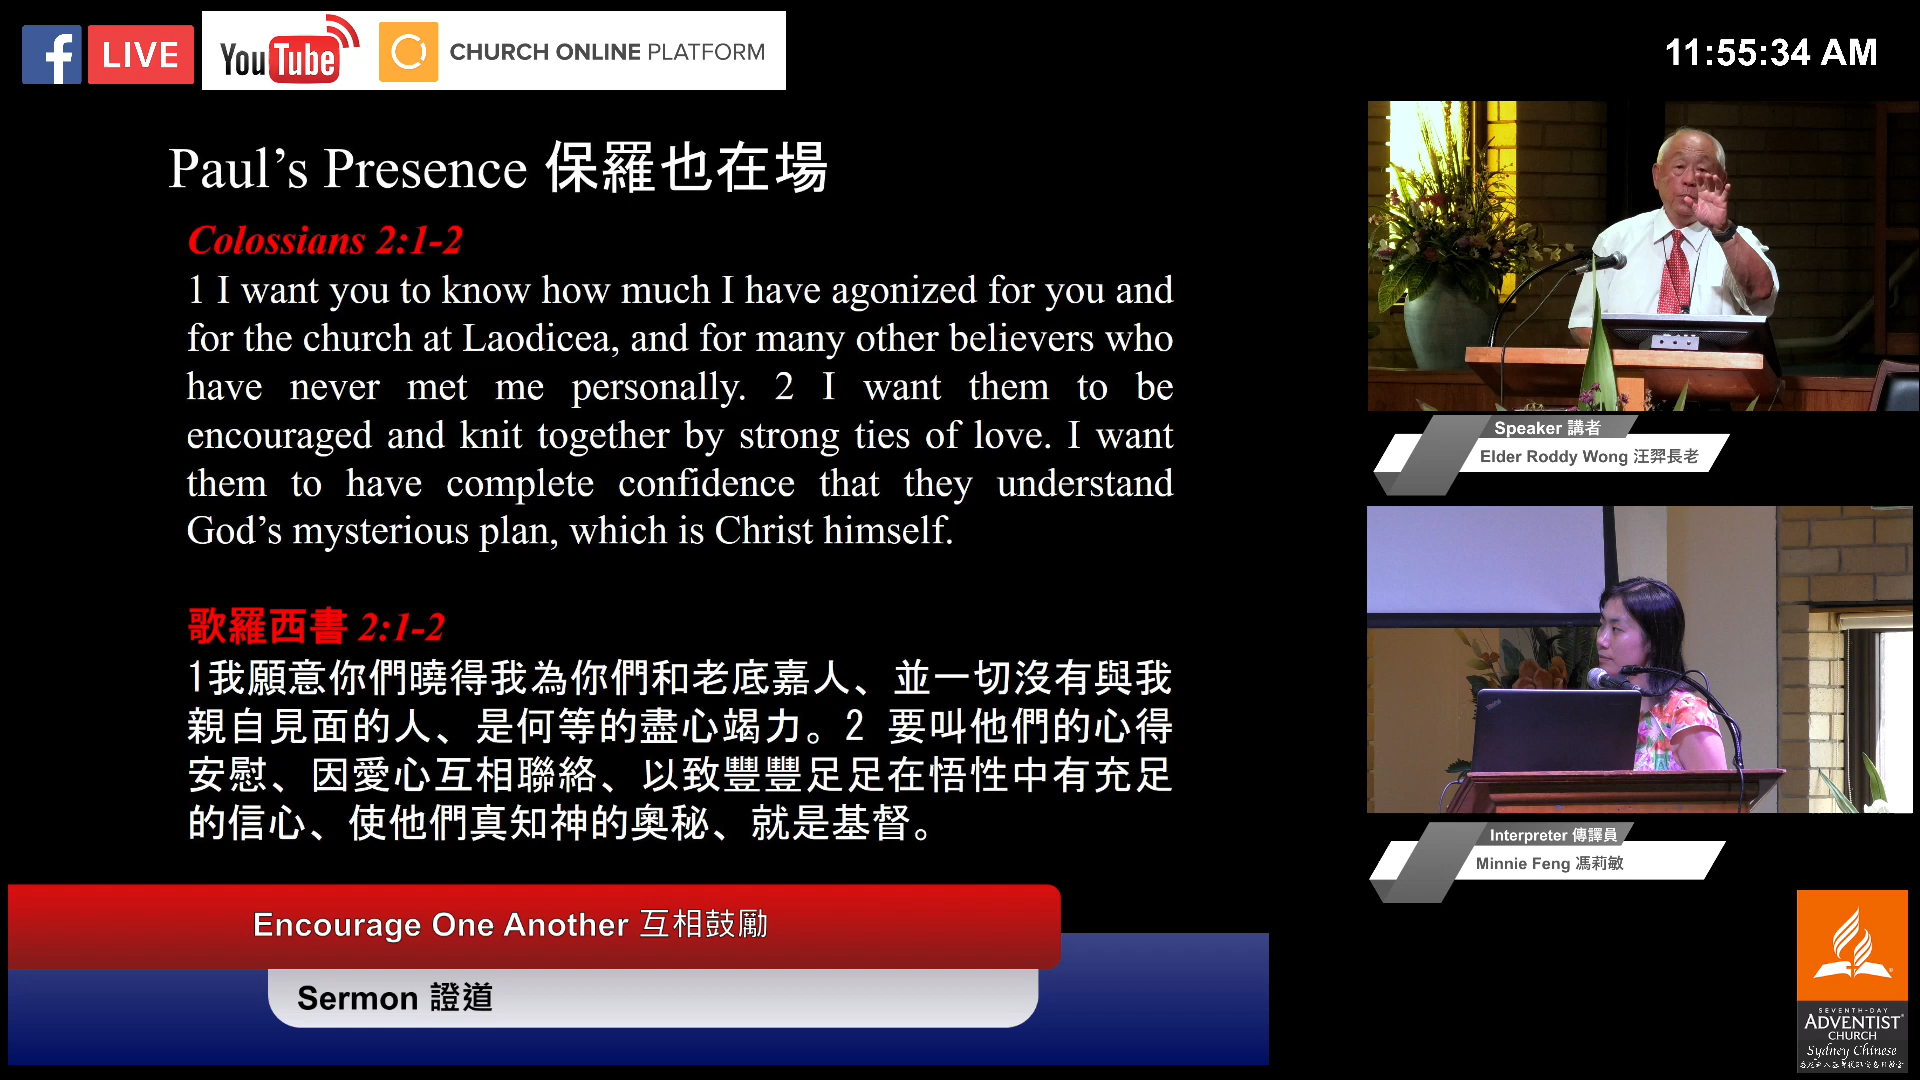 f LIVE YouTube CHURCH ONLINE PLATFORM
11:55:34 AM
Paul’s Presence 保羅也在場
Colossians 2:1-2
1 I want you to know how much I have agonized for you and
for the church at Laodicea, and for many other believers who
have never met me personally. 2 I want them to be
encouraged and knit together by strong ties of love. I want
them to have complete confidence that they understand
God’s mysterious plan, which is Christ himself.
歌羅西書 2:1-2
1我願意你們曉得我為你們和老底嘉人、並一切沒有與我
親自見面的人、是何等的盡心竭力。2 要叫他們的心得
安慰、因愛心互相聯絡、以致豐豐足足在悟性中有充足
的信心、使他們真知神的奧秘、就是基督。
Encourage One Another 互相鼓勵
Sermon 證道
Speaker 講者
Elder Roddy Wong 汪羿長老
Interpreter 傳譯員
Minnie Feng 馮莉敏
SEVENTH-DAY
ADVENTIST
CHURCH
Sydney Chinese